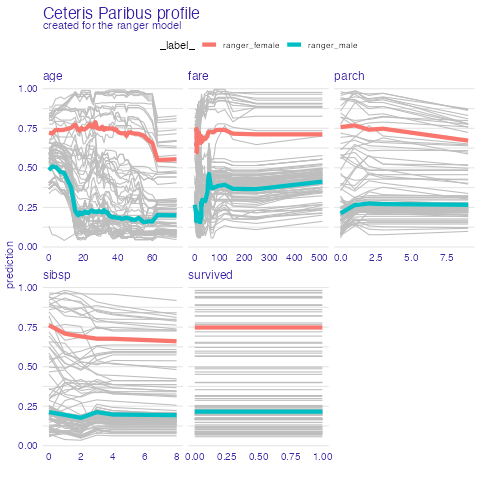 Ceteris Paribus profile
created for the ranger model
_label_ ranger_female ranger_male
age fare parch
1.00
0.75
0.50
0.25
0.00
0 20 40 60 0 100 200 300 400 500 0.0 2.5 5.0 7.5
prediction
sibsp survived
1.00
0.75
0.50
0.25
0.00
0 2 4 6 8 0.00 0.25 0.50 0.75 1.00